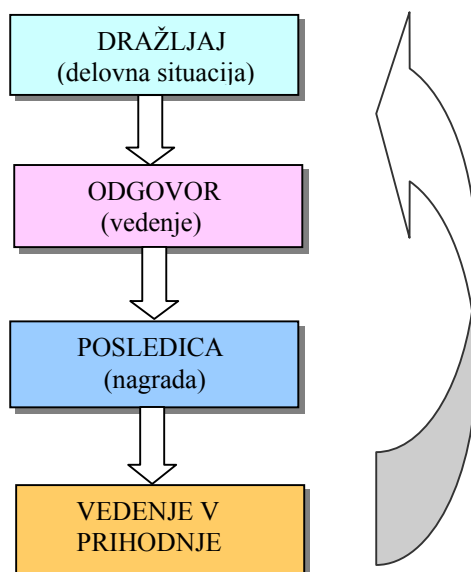 DRAŽLJAJ
(delovna situacija)
ODGOVOR
(vedenje)
POSLEDICA
(nagrada)
VEDENJE V
PRIHODNJE